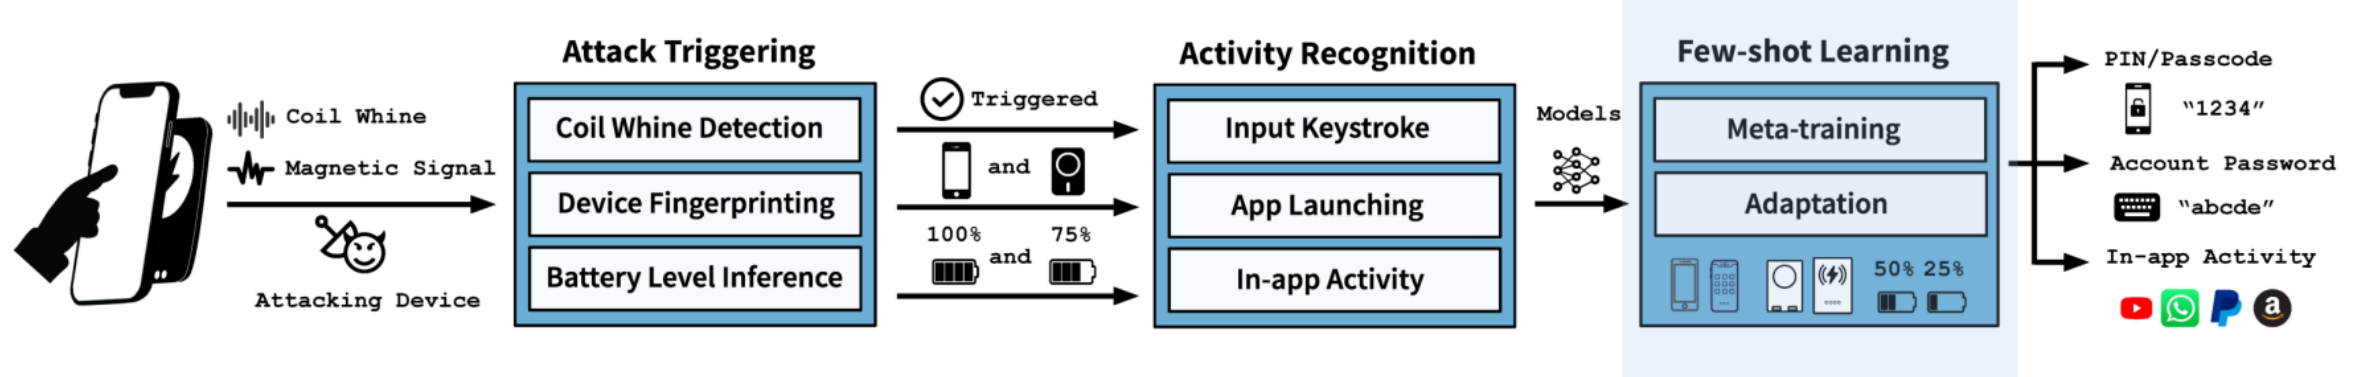 Coil Whine
Magnetic Signal
Attacking Device
Attack Triggering
Coil Whine Detection
Device Fingerprinting
Battery Level Inference
Triggered
and
100% 75%
and
Activity Recognition
Input Keystroke
App Launching
In-app Activity
Models
Few-shot Learning
Meta-training
Adaptation
50% 25%
PIN/Passcode
“1234”
Account Password
“abcde”
In-app Activity
a